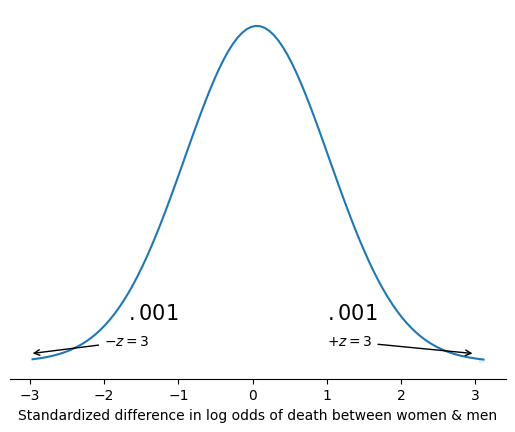 .001 .001
−z = 3 +z = 3
−3 −2 −1 0 1 2 3
Standardized difference in log odds of death between women & men